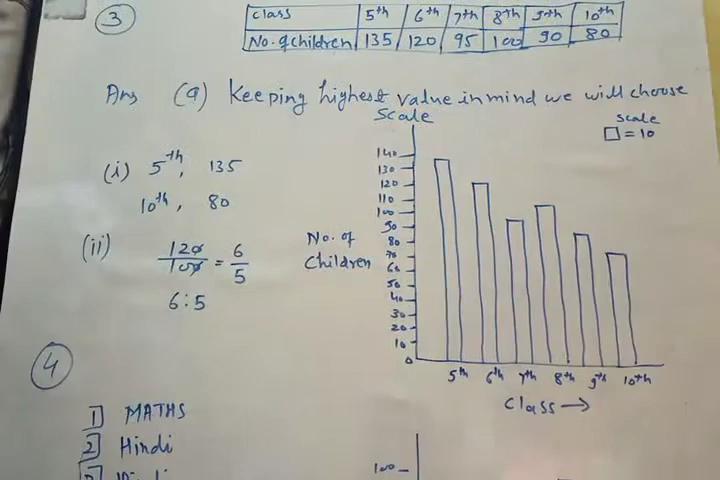 3
class 5th 6th 7th 8th 9th 10th
No. of children 135 120 95 100 90 80
Ans (a) Keeping highest value in mind we will choose
Scale
scale
= 10
(i) 5th, 135
10th, 80
(ii) 120/100 = 6/5
6:5
No. of
Children
140
130
120
110
100
90
80
70
60
50
40
30
20
10
0
5th 6th 7th 8th 9th 10th
Class →
4
1 MATHS
2 Hindi
100